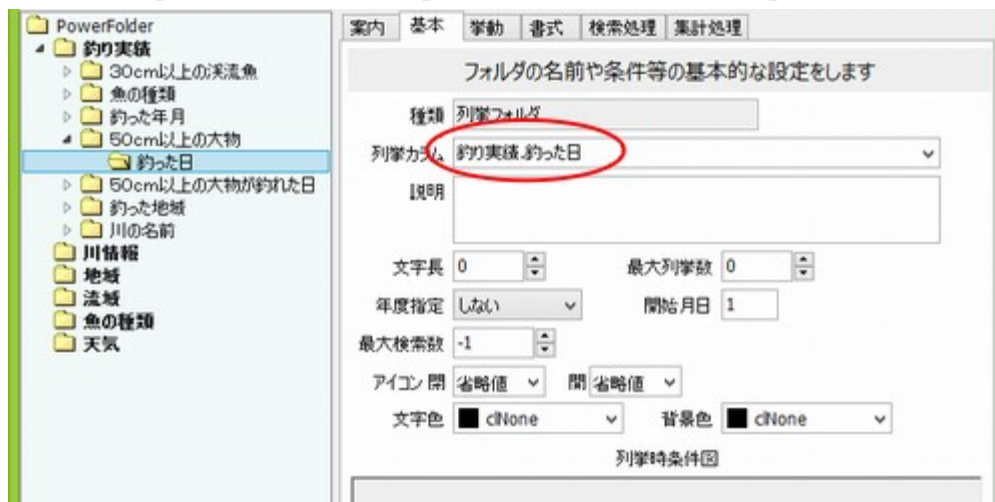 PowerFolder
釣り実績
30cm以上の渓流魚
魚の種類
釣った年月
50cm以上の大物
釣った日
50cm以上の大物が釣れた日
釣った地域
川の名前
川情報
地域
流域
魚の種類
天気
案内 基本 挙動 書式 検索処理 集計処理
フォルダの名前や条件等の基本的な設定をします
種類 列挙フォルダ
列挙カラム 釣り実績.釣った日
説明
文字長 0 最大列挙数 0
年度指定 しない 開始月日 1
最大検索数 -1
アイコン 閉 省略値 開 省略値
文字色 clNone 背景色 clNone
列挙時条件図